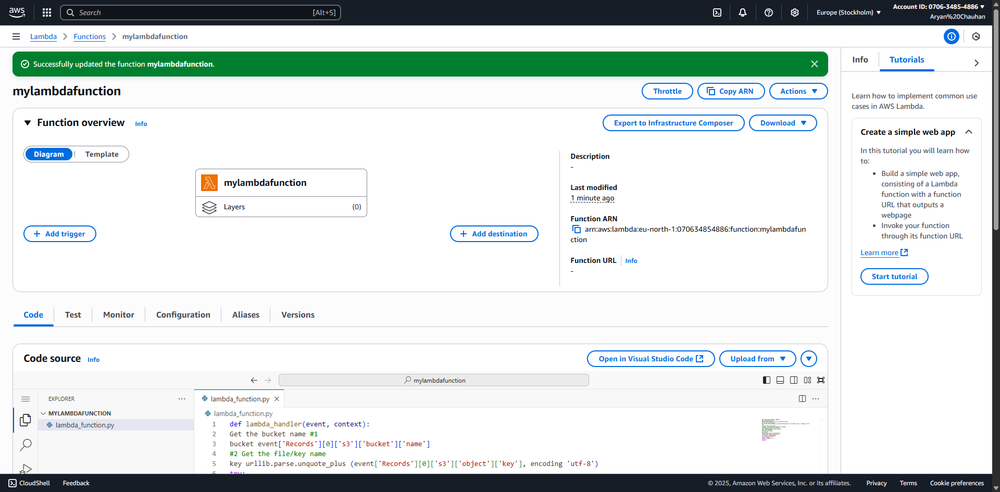 aws
Search [Alt+S]
Europe (Stockholm)
Account ID: 0706-3485-4886
Aryan%20Chauhan
Lambda Functions mylambdafunction
Successfully updated the function mylambdafunction.
mylambdafunction
Throttle Copy ARN Actions
Function overview Info
Export to Infrastructure Composer Download
Diagram Template
mylambdafunction
Layers (0)
Add trigger
Add destination
Description
-
Last modified
1 minute ago
Function ARN
arn:aws:lambda:eu-north-1:070634854886:function:mylambdafun
ction
Function URL Info
-
Info Tutorials
Learn how to implement common use
cases in AWS Lambda.
Create a simple web app
In this tutorial you will learn how
to:
Build a simple web app,
consisting of a Lambda
function with a function
URL that outputs a
webpage
Invoke your function
through its function URL
Learn more
Start tutorial
Code Test Monitor Configuration Aliases Versions
Code source Info
Open in Visual Studio Code Upload from
mylambdafunction
EXPLORER
MYLAMBDAFUNCTION
lambda_function.py
lambda_function.py
lambda_function.py
1 def lambda_handler(event, context):
2 Get the bucket name #1
3 bucket event['Records'][0]['s3']['bucket']['name']
4 #2 Get the file/key name
5 key urllib.parse.unquote_plus (event['Records'][0]['s3']['object']['key'], encoding 'utf-8')
6 try:
CloudShell Feedback
© 2025, Amazon Web Services, Inc. or its affiliates. Privacy Terms Cookie preferences